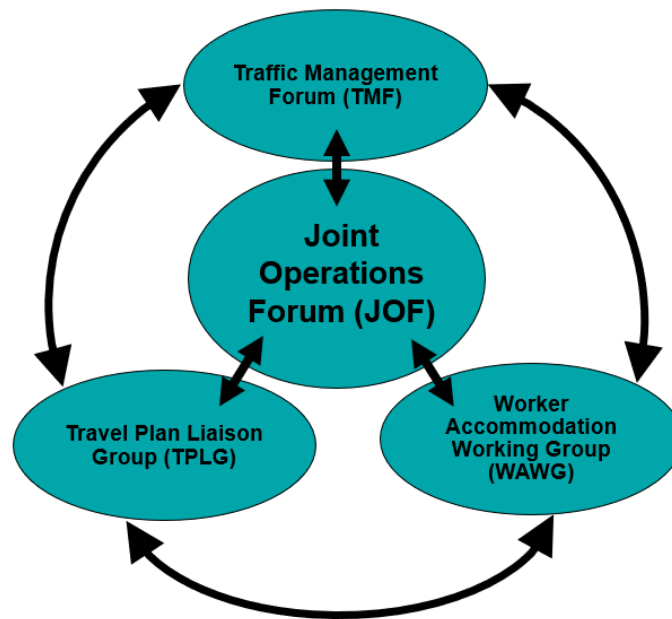 Traffic Management
Forum (TMF)
Joint
Operations
Forum (JOF)
Travel Plan Liaison
Group (TPLG)
Worker
Accommodation
Working Group
(WAWG)